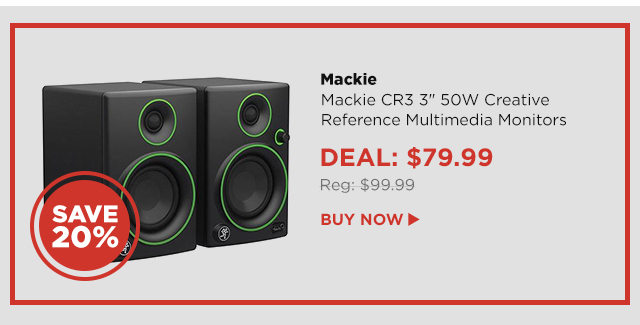 Mackie
Mackie CR3 3" 50W Creative
Reference Multimedia Monitors
DEAL: $79.99
Reg: $99.99
BUY NOW ▶
SAVE
20%